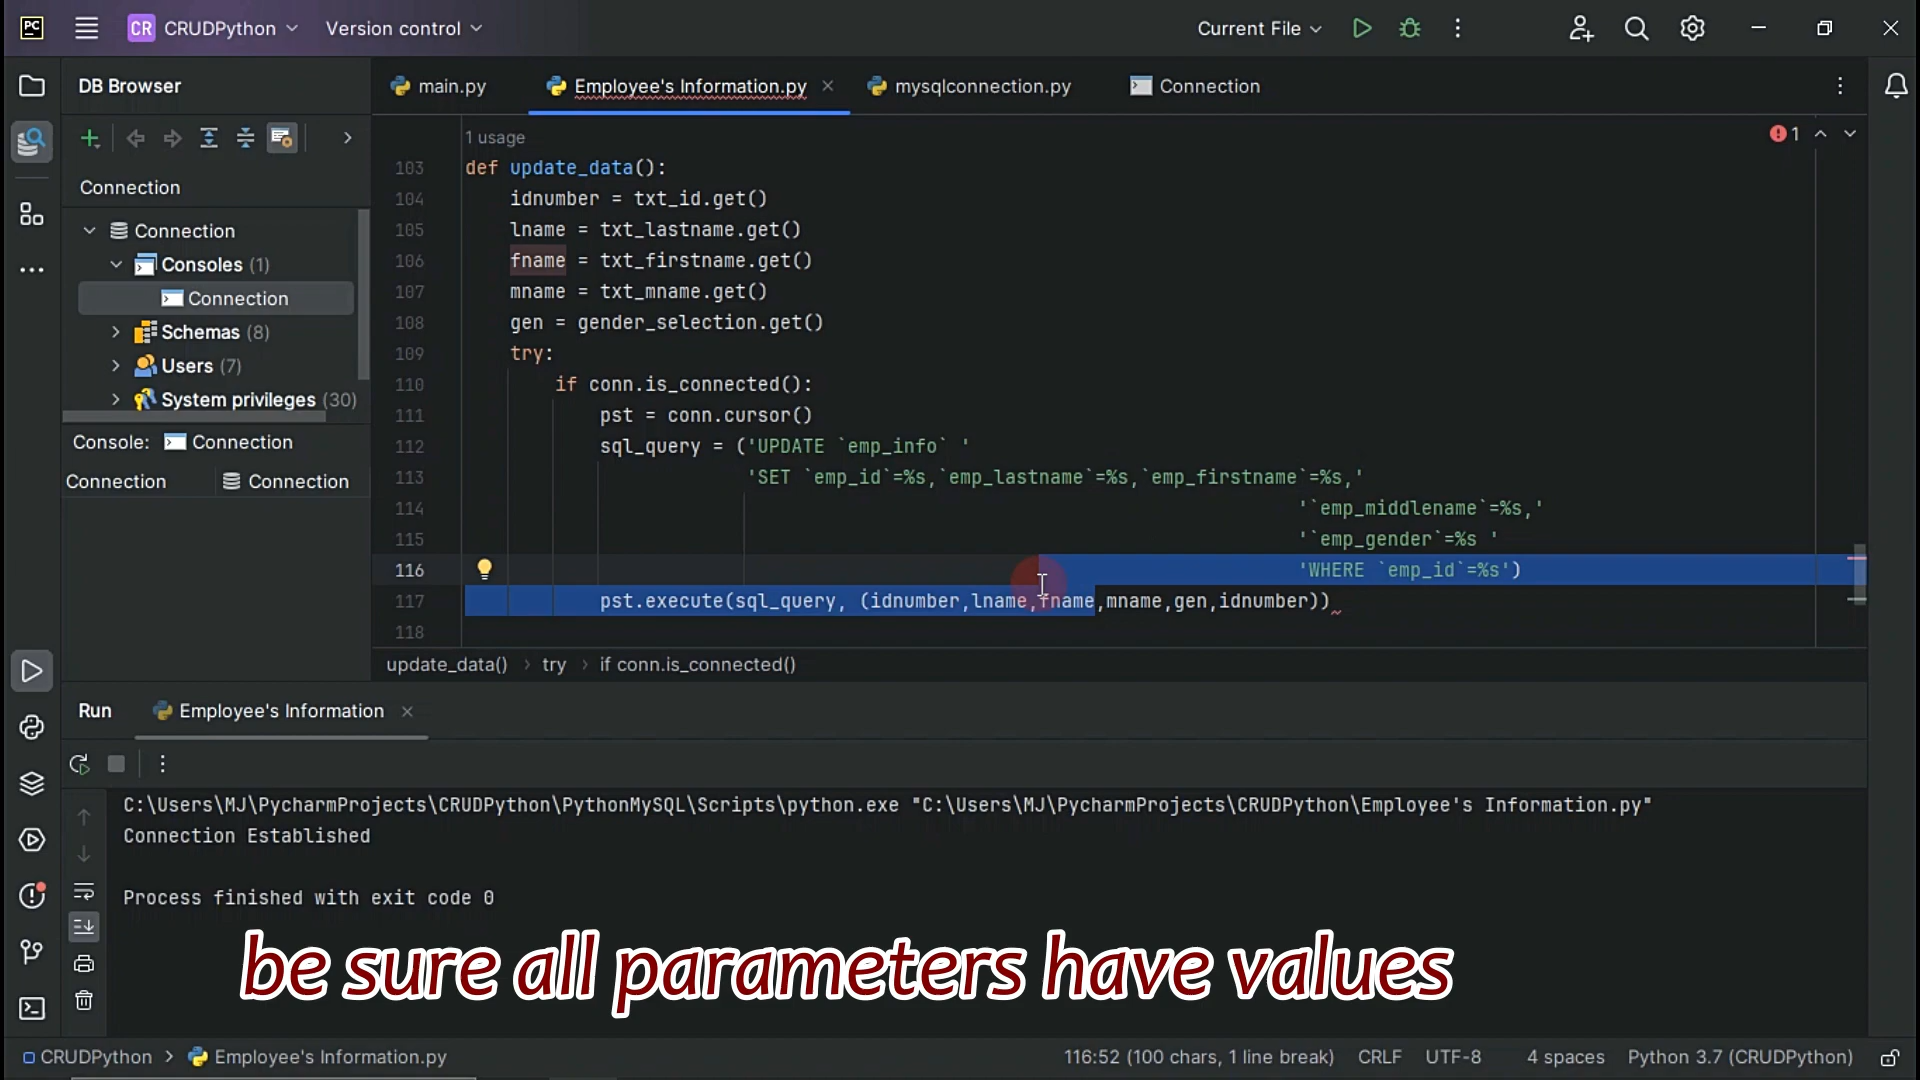 PC
CR CRUDPython
Version control
Current File
DB Browser
main.py
Employee's Information.py
mysqlconnection.py
Connection
Connection
Connection
Consoles (1)
Connection
Schemas (8)
Users (7)
System privileges (30)
Console: Connection
Connection
Connection
1 usage
1
103 def update_data():
104 idnumber = txt_id.get()
105 lname = txt_lastname.get()
106 fname = txt_firstname.get()
107 mname = txt_mname.get()
108 gen = gender_selection.get()
109 try:
110 if conn.is_connected():
111 pst = conn.cursor()
112 sql_query = ('UPDATE `emp_info` '
113 'SET `emp_id`=%s,`emp_lastname`=%s,`emp_firstname`=%s,'
114 '`emp_middlename`=%s,'
115 '`emp_gender`=%s '
116 'WHERE `emp_id`=%s')
117 pst.execute(sql_query, (idnumber,lname,fname,mname,gen,idnumber))
118
update_data() › try › if conn.is_connected()
Run
Employee's Information
C:\Users\MJ\PycharmProjects\CRUDPython\PythonMySQL\Scripts\python.exe "C:\Users\MJ\PycharmProjects\CRUDPython\Employee's Information.py"
Connection Established
Process finished with exit code 0
be sure all parameters have values
CRUDPython › Employee's Information.py
116:52 (100 chars, 1 line break)
CRLF
UTF-8
4 spaces
Python 3.7 (CRUDPython)